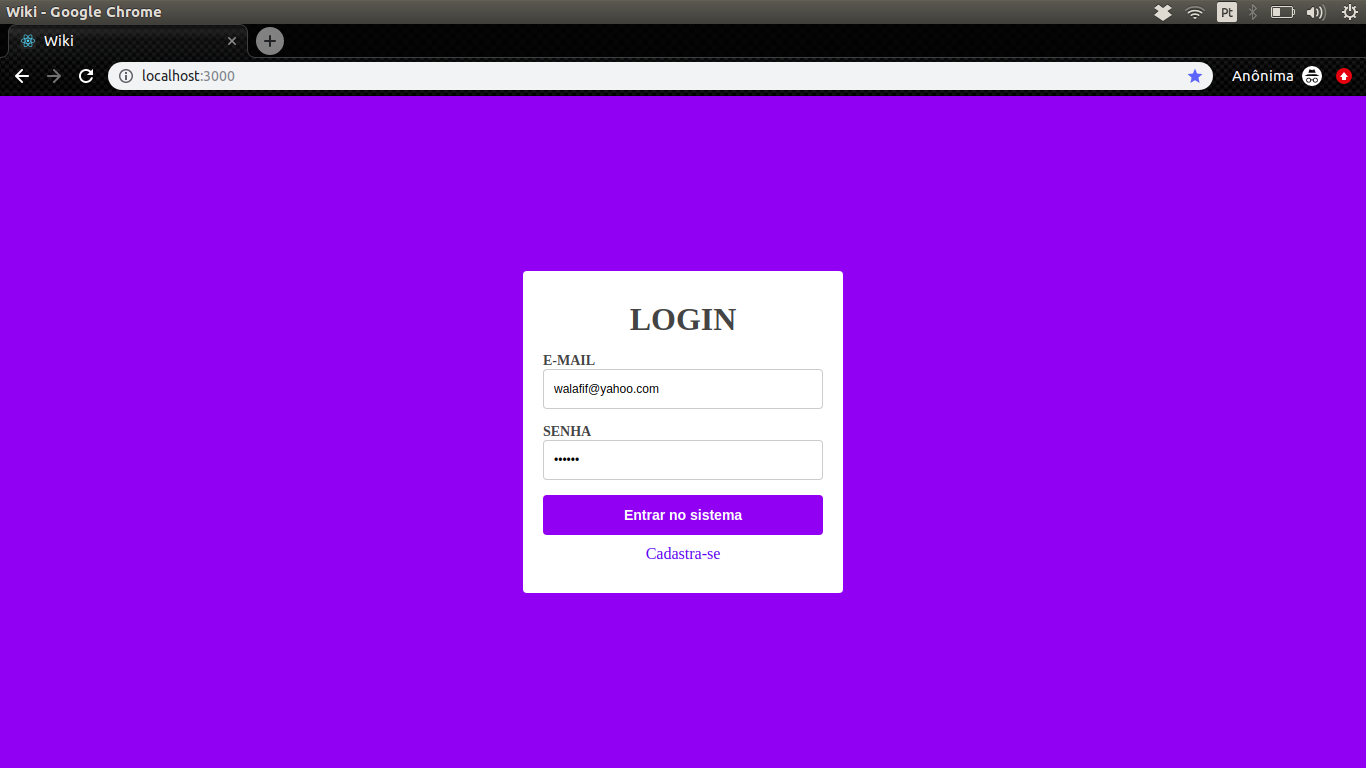 Wiki - Google Chrome
Pt
Wiki
localhost:3000
Anônima
LOGIN
E-MAIL
walafif@yahoo.com
SENHA
••••••
Entrar no sistema
Cadastra-se